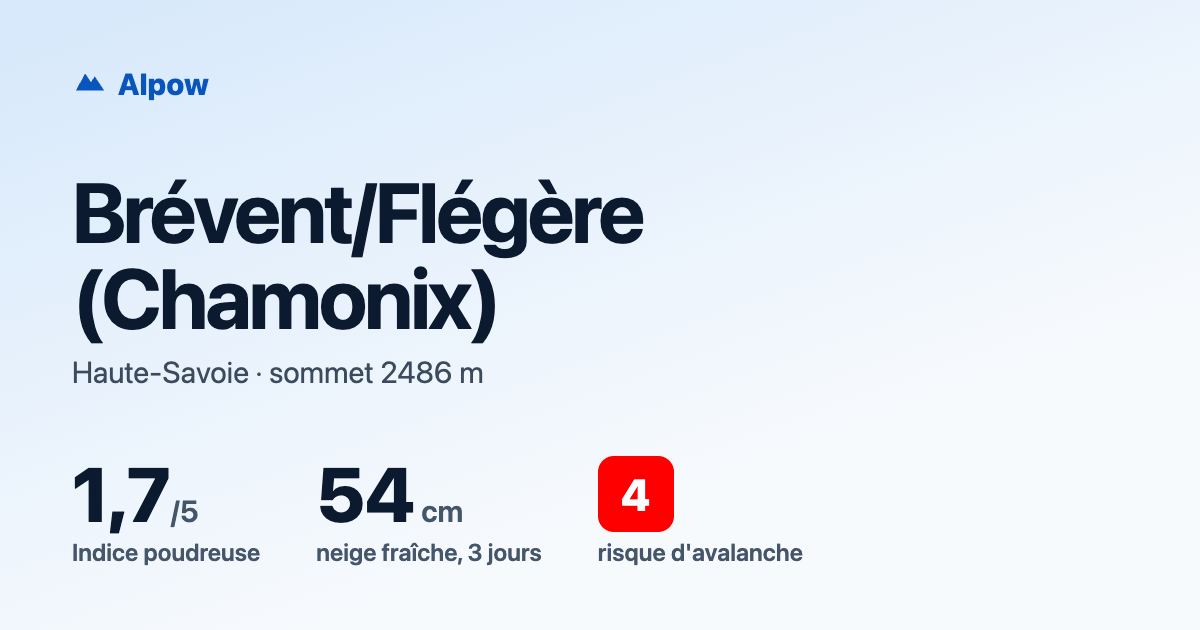 Alpow
Brévent/Flégère
(Chamonix)
Haute-Savoie · sommet 2486 m
1,7/5
Indice poudreuse
54 cm
neige fraîche, 3 jours
4
risque d'avalanche